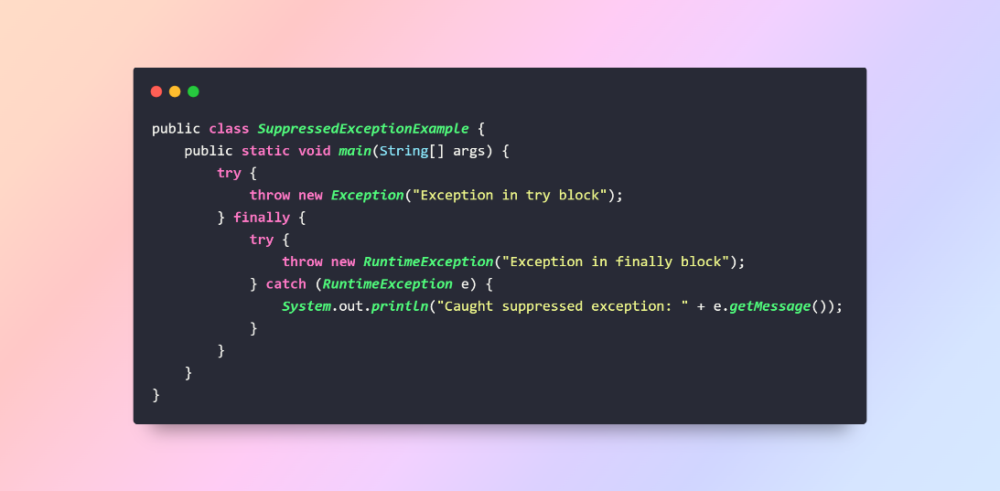 public class SuppressedExceptionExample {
    public static void main(String[] args) {
        try {
            throw new Exception("Exception in try block");
        } finally {
            try {
                throw new RuntimeException("Exception in finally block");
            } catch (RuntimeException e) {
                System.out.println("Caught suppressed exception: " + e.getMessage());
            }
        }
    }
}